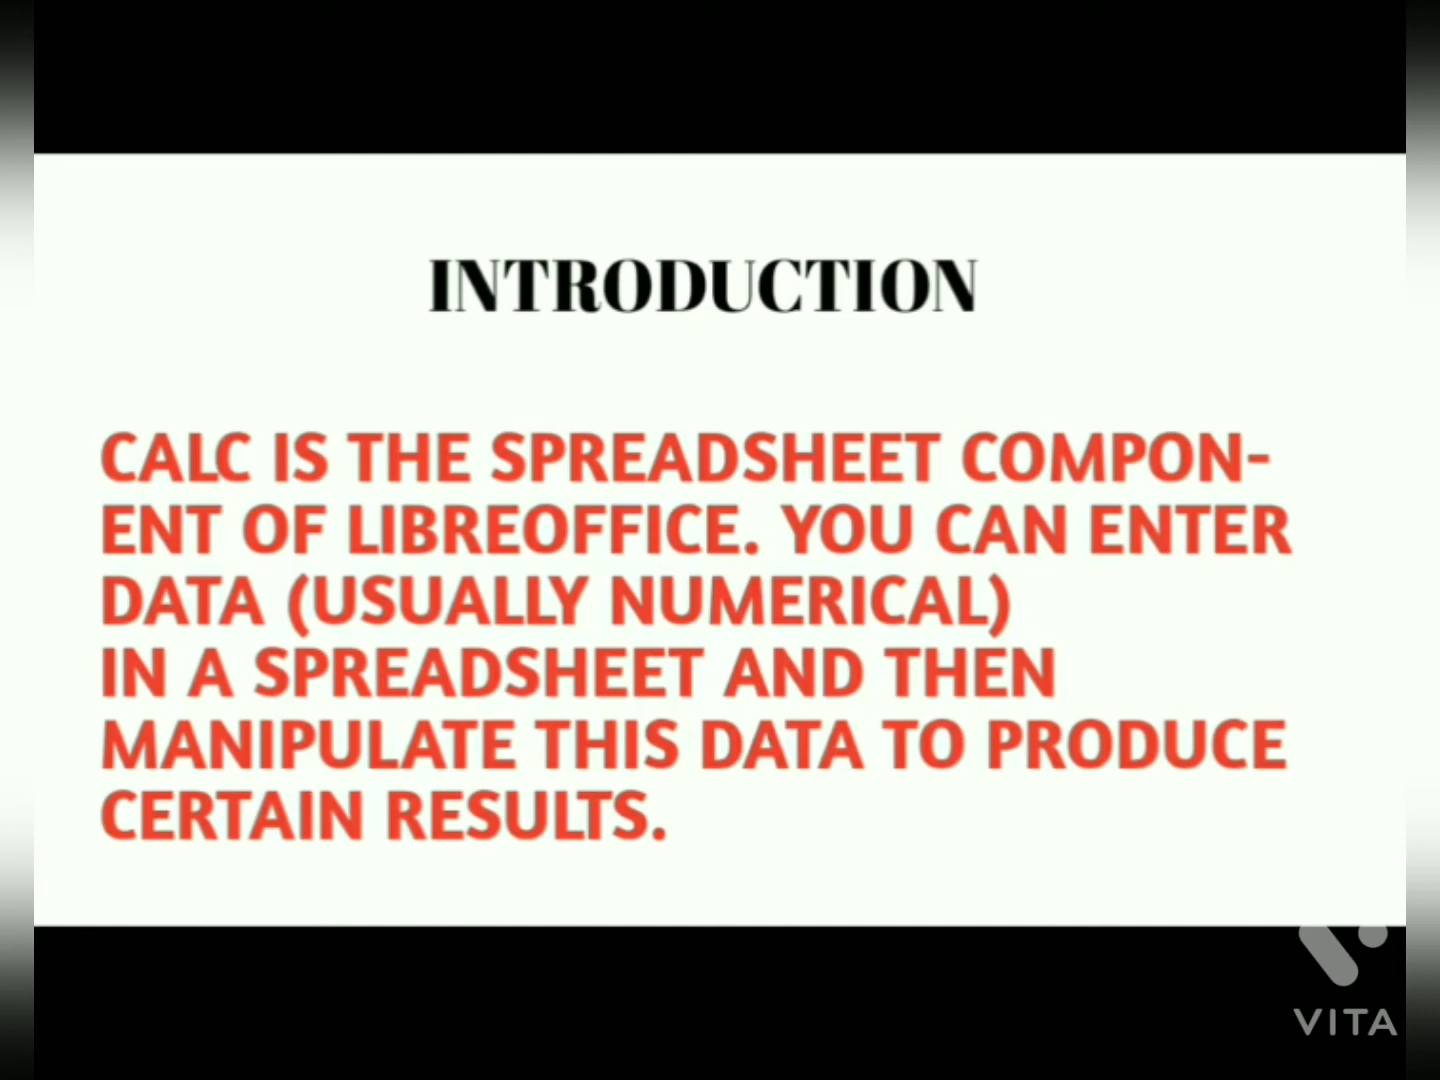 INTRODUCTION
CALC IS THE SPREADSHEET COMPON-
ENT OF LIBREOFFICE. YOU CAN ENTER
DATA (USUALLY NUMERICAL)
IN A SPREADSHEET AND THEN
MANIPULATE THIS DATA TO PRODUCE
CERTAIN RESULTS.
VITA